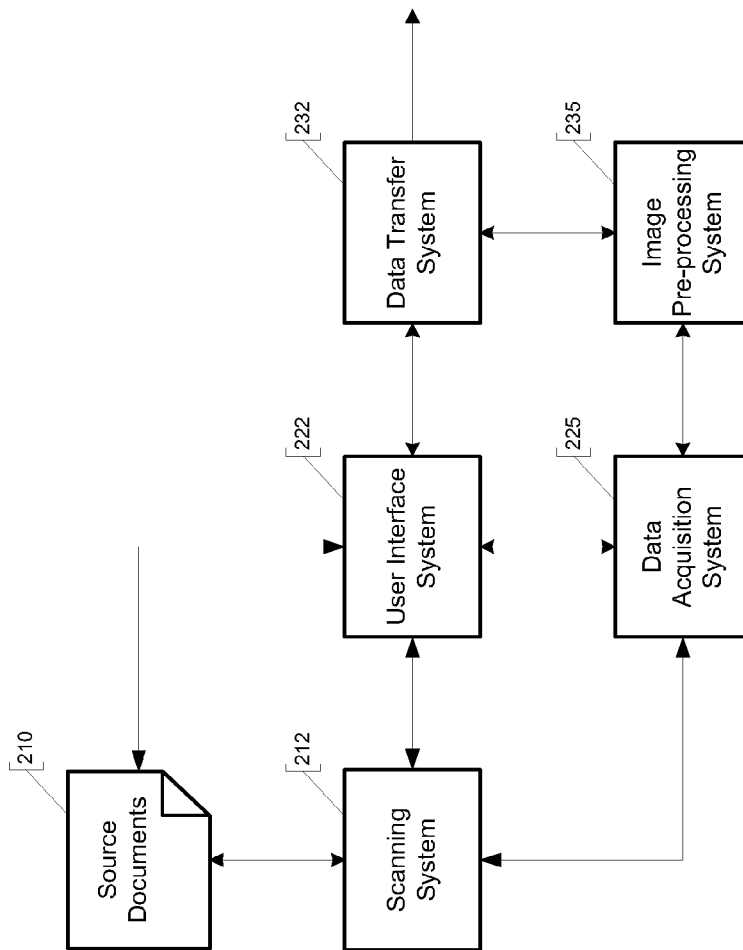 210
Source
Documents
212
Scanning
System
222
User Interface
System
225
Data
Acquisition
System
232
Data Transfer
System
235
Image
Pre-processing
System